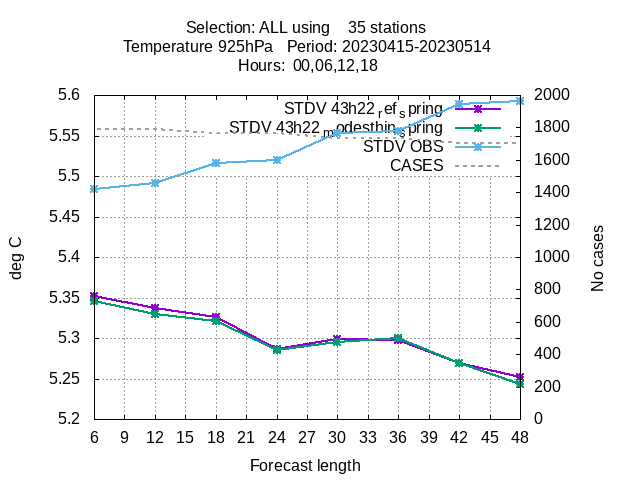 Selection: ALL using    35 stations
Temperature 925hPa   Period: 20230415-20230514
Hours: 00,06,12,18
5.6
5.55
5.5
5.45
5.4
5.35
5.3
5.25
5.2
deg C
STDV 43h22_ref_spring
STDV 43h22_modesthin_spring
STDV OBS
CASES
2000
1800
1600
1400
1200
1000
800
600
400
200
0
No cases
6 9 12 15 18 21 24 27 30 33 36 39 42 45 48
Forecast length